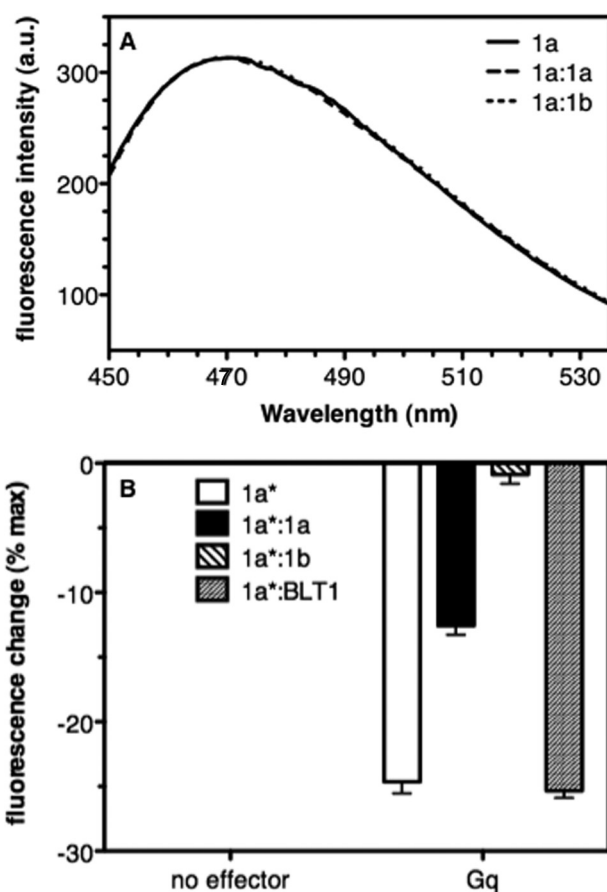 A
1a
1a:1a
1a:1b
fluorescence intensity (a.u.)
300
200
100
450 470 490 510 530
Wavelength (nm)
B
1a*
1a*:1a
1a*:1b
1a*:BLT1
fluorescence change (% max)
0
-10
-20
-30
no effector Gq